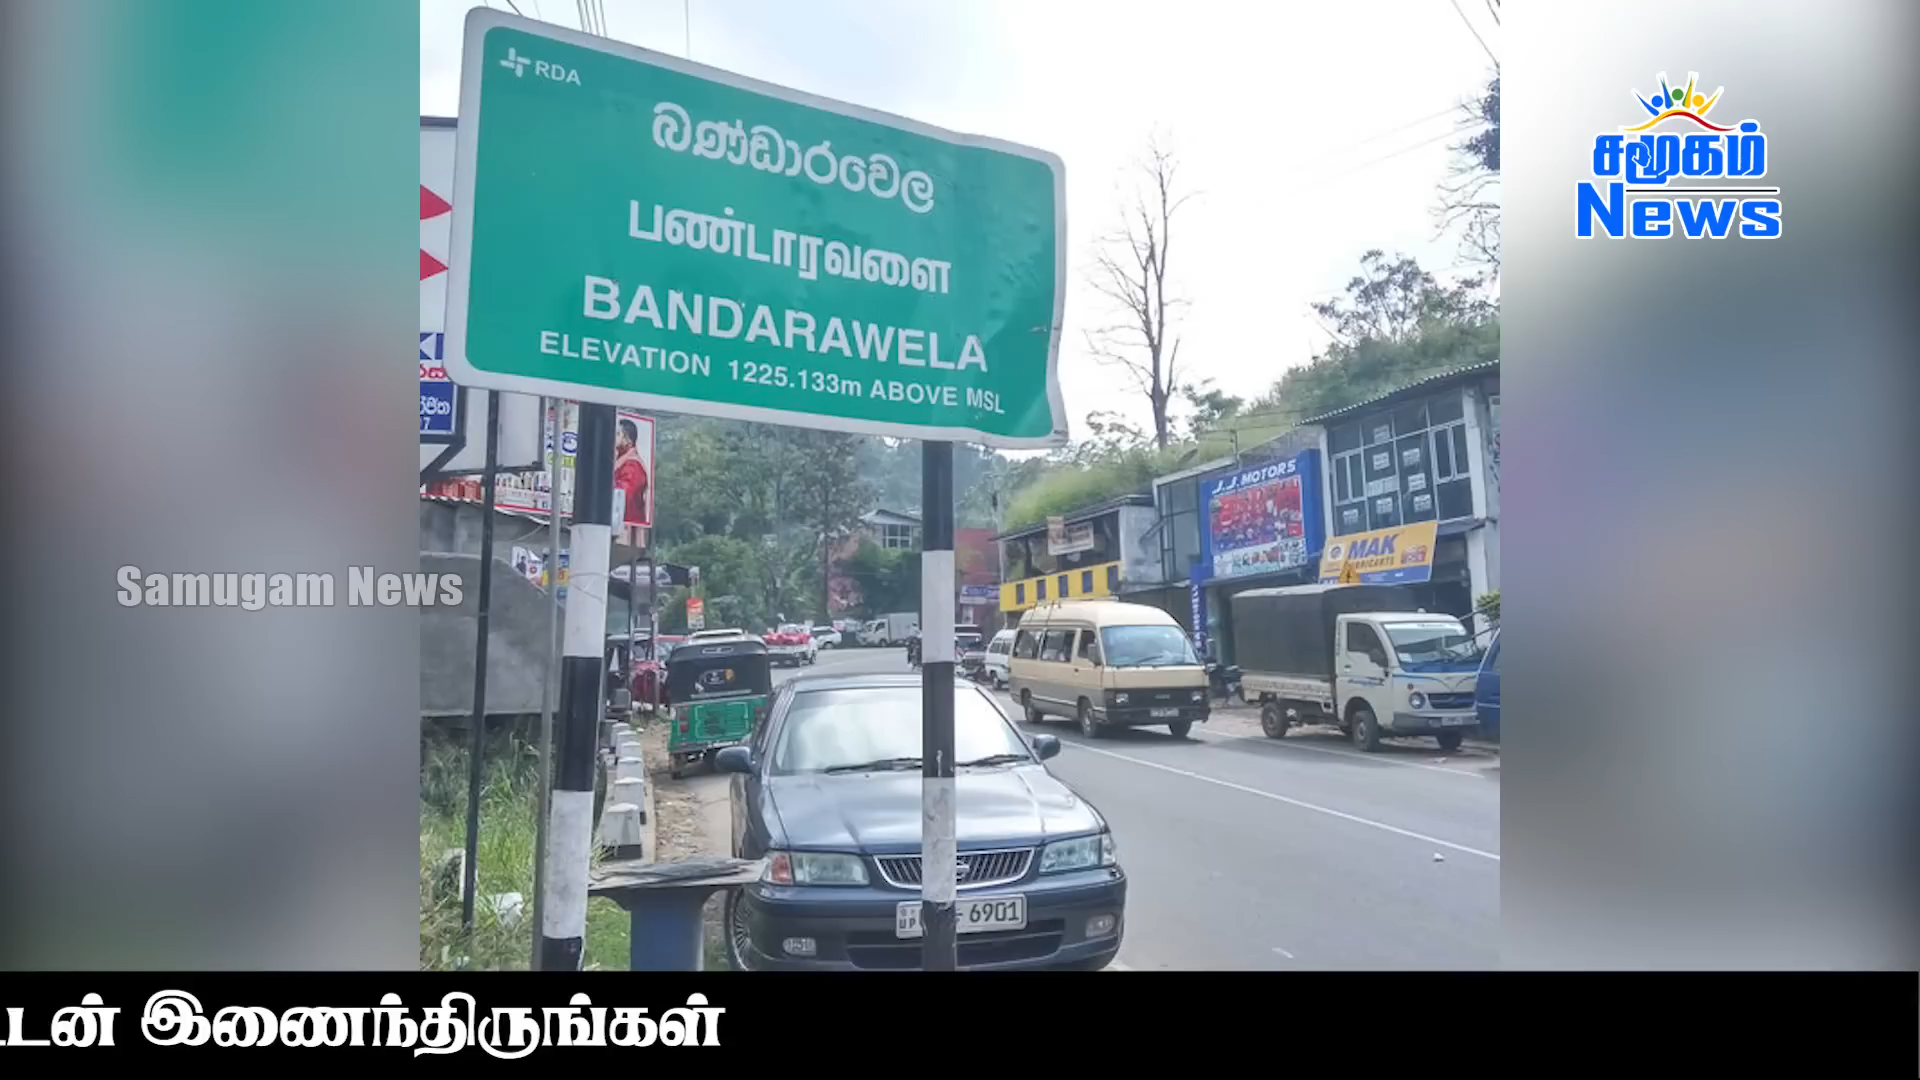 RDA
බණ්ඩාරවෙල
பண்டாரவளை
BANDARAWELA
ELEVATION 1225.133m ABOVE MSL
சமூகம்
News
J.J. MOTORS
MAK
Samugam News
6901
டன் இணைந்திருங்கள்